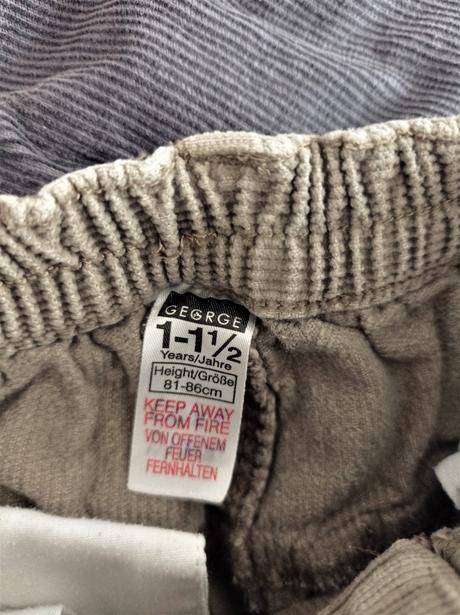 GEORGE
1-1½
Years/Jahre
Height/Größe
81-86cm
KEEP AWAY
FROM FIRE
VON OFFENEM
FEUER
FERNHALTEN